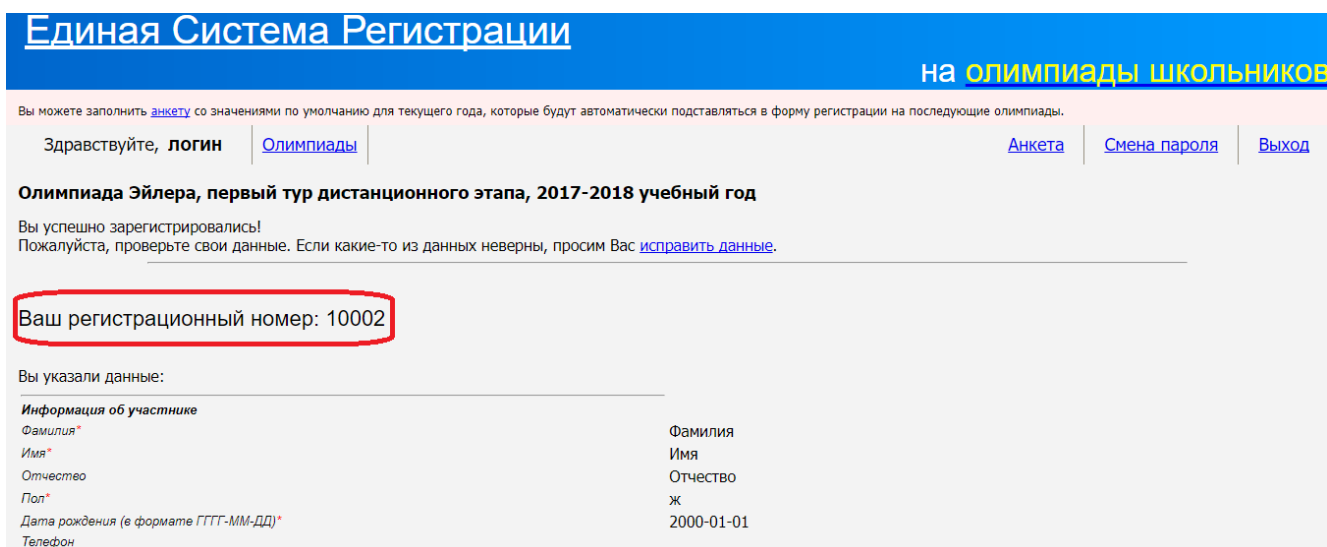 Единая Система Регистрации
на олимпиады школьников
Вы можете заполнить анкету со значениями по умолчанию для текущего года, которые будут автоматически подставляться в форму регистрации на последующие олимпиады.
Здравствуйте, логин Олимпиады Анкета Смена пароля Выход
Олимпиада Эйлера, первый тур дистанционного этапа, 2017-2018 учебный год
Вы успешно зарегистрировались!
Пожалуйста, проверьте свои данные. Если какие-то из данных неверны, просим Вас исправить данные.
Ваш регистрационный номер: 10002
Вы указали данные:
Информация об участнике
Фамилия* Фамилия
Имя* Имя
Отчество Отчество
Пол* ж
Дата рождения (в формате ГГГГ-ММ-ДД)* 2000-01-01
Телефон